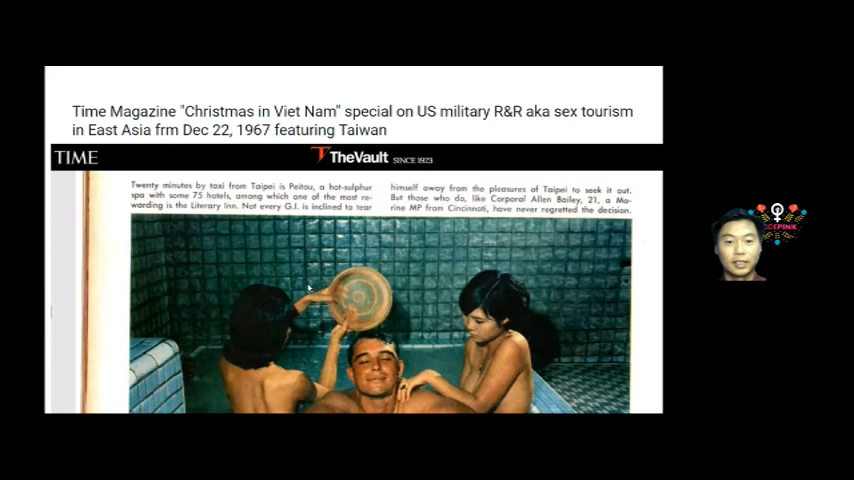 Time Magazine "Christmas in Viet Nam" special on US military R&R aka sex tourism
in East Asia frm Dec 22, 1967 featuring Taiwan
TIME
TheVault SINCE 1923
Twenty minutes by taxi from Taipei is Peitou, a hot-sulphur
spa with some 75 hotels, among which one of the most re-
warding is the Literary Inn. Not every G.I. is inclined to tear
himself away from the pleasures of Taipei to seek it out.
But those who do, like Corporal Allen Bailey, 21, a Ma-
rine MP from Cincinnati, have never regretted the decision.
CCEPINK